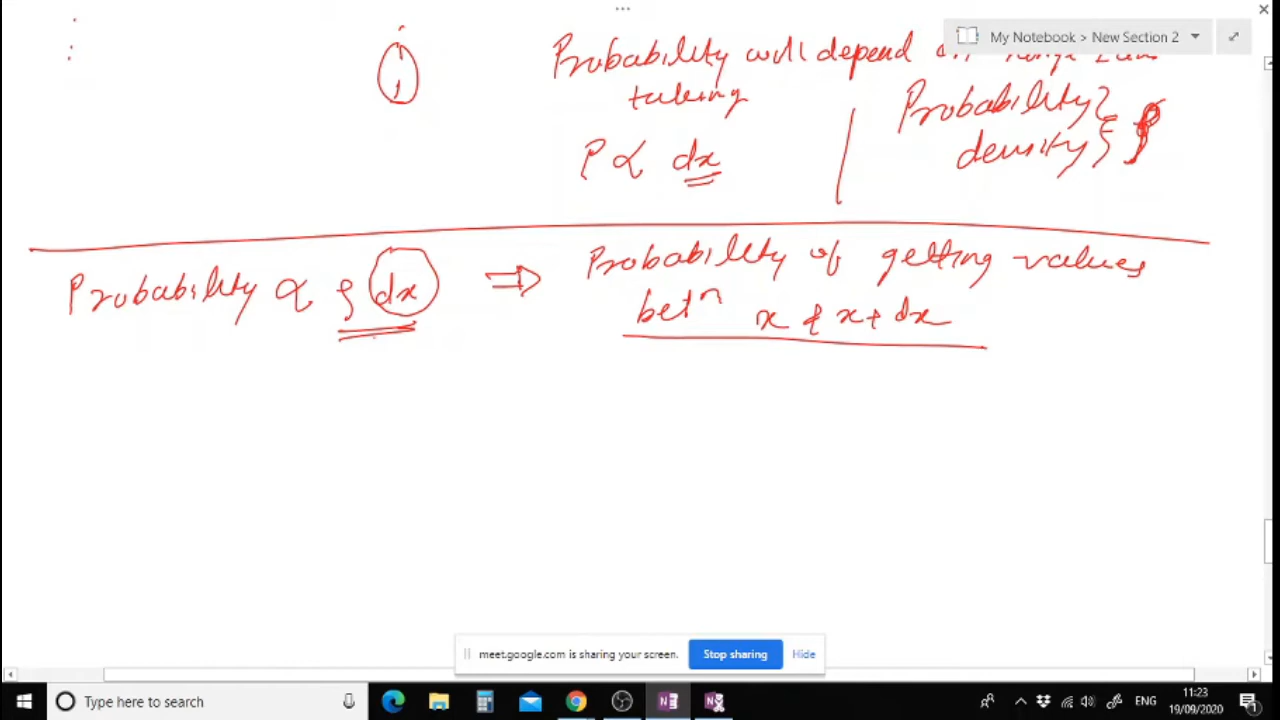 My Notebook > New Section 2
Probability will depend
taking
P ∝ dx
Probability
density } ρ
Probability ∝ ρ dx ⇒ Probability of getting values
betⁿ x & x+dx
meet.google.com is sharing your screen. Stop sharing Hide
Type here to search
ENG
11:23
19/09/2020